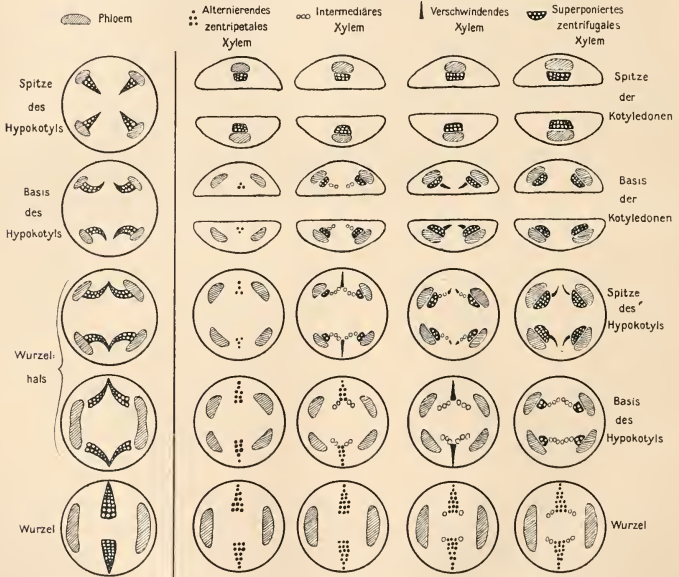 Phloem
Alternierendes
zentripetales
Xylem
Intermediäres
Xylem
Verschwindendes
Xylem
Superponiertes
zentrifugales
Xylem
Spitze
des
Hypokotyls
Spitze
der
Kotyledonen
Basis
des
Hypokotyls
Basis
der
Kotyledonen
Wurzel:
hals
Spitze
des
Hypokotyls
Basis
des
Hypokotyls
Wurzel
Wurzel